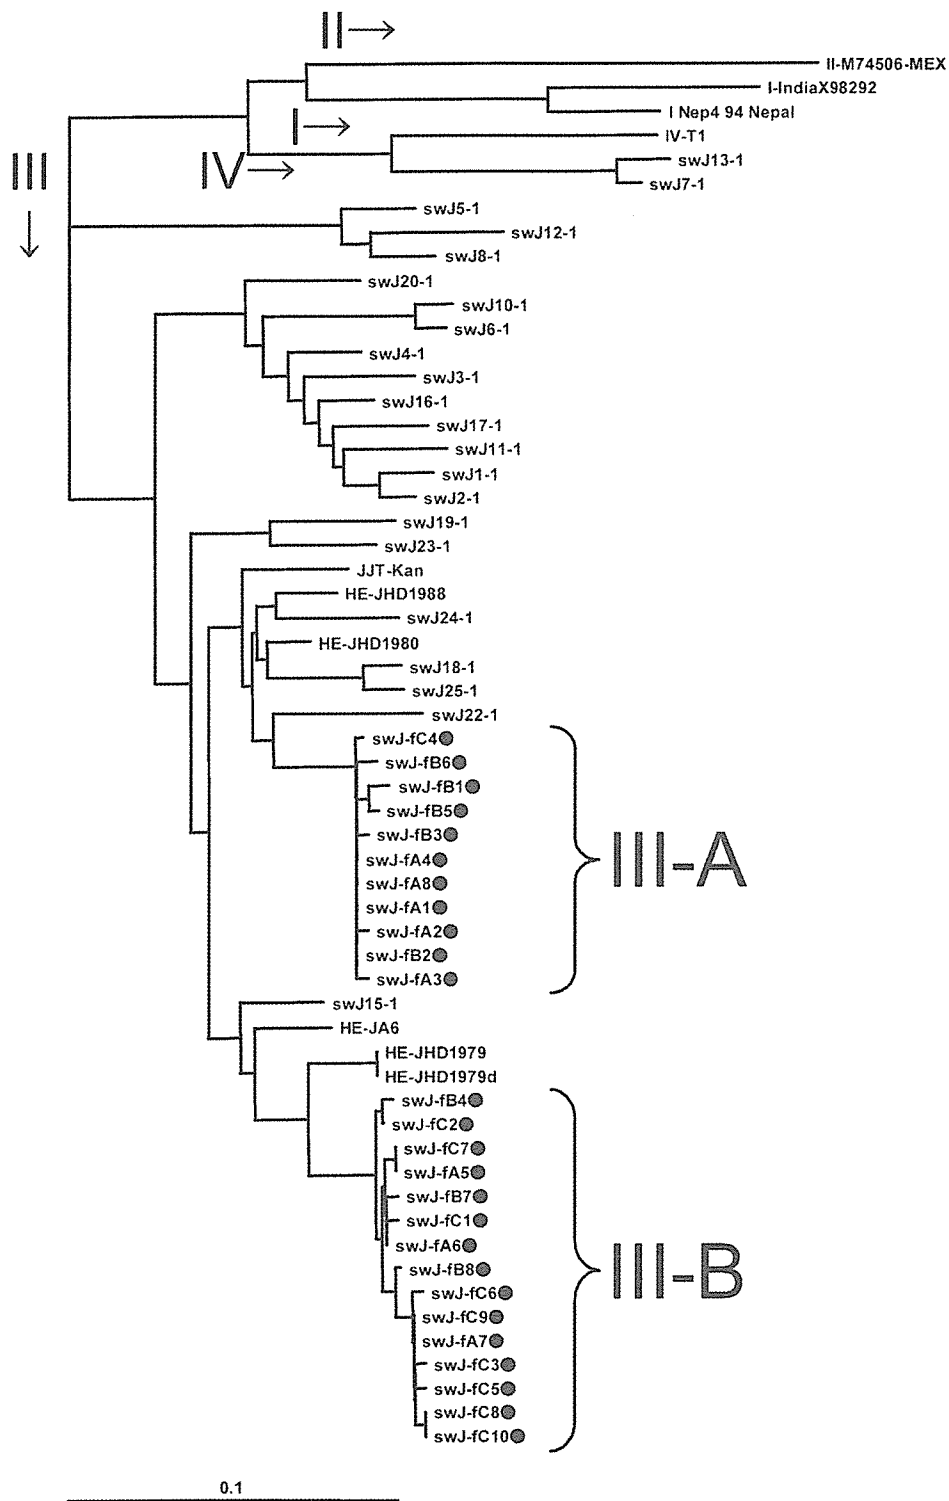 II
II-M74506-MEX
I-IndiaX98292
I Nep4 94 Nepal
I
IV-T1
III
IV
swJ13-1
swJ7-1
swJ5-1
swJ12-1
swJ8-1
swJ20-1
swJ10-1
swJ6-1
swJ4-1
swJ3-1
swJ16-1
swJ17-1
swJ11-1
swJ1-1
swJ2-1
swJ19-1
swJ23-1
JJT-Kan
HE-JHD1988
swJ24-1
HE-JHD1980
swJ18-1
swJ25-1
swJ22-1
swJ-fC4
swJ-fB6
swJ-fB1
swJ-fB5
swJ-fB3
swJ-fA4
III-A
swJ-fA8
swJ-fA1
swJ-fA2
swJ-fB2
swJ-fA3
swJ15-1
HE-JA6
HE-JHD1979
HE-JHD1979d
swJ-fB4
swJ-fC2
swJ-fC7
swJ-fA5
swJ-fB7
swJ-fC1
swJ-fA6
swJ-fB8
III-B
swJ-fC6
swJ-fC9
swJ-fA7
swJ-fC3
swJ-fC5
swJ-fC8
swJ-fC10
0.1